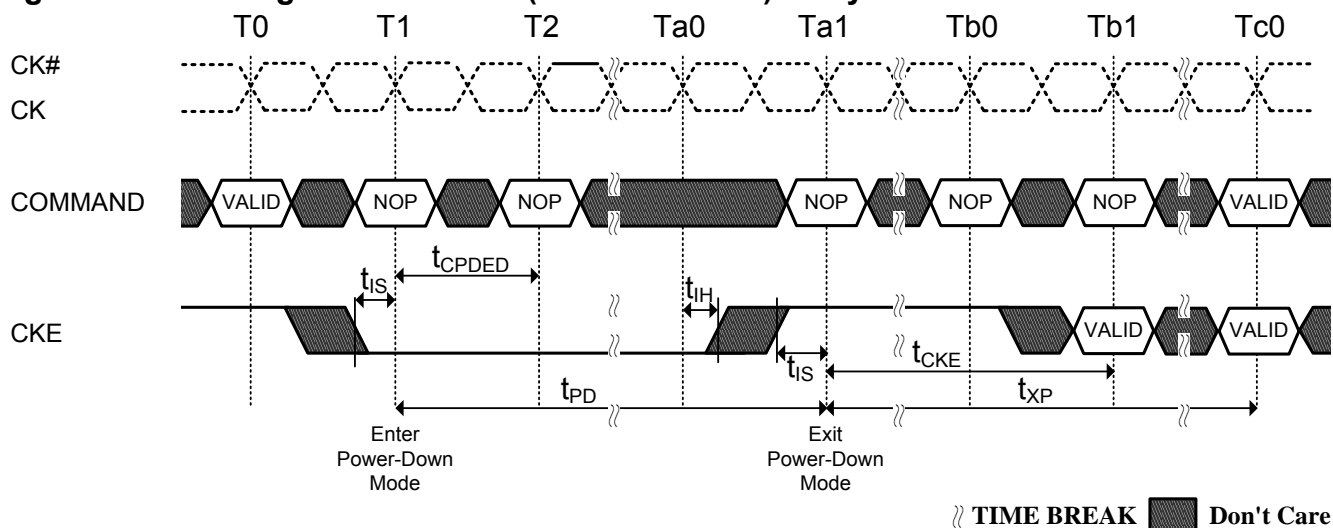 T0 T1 T2 Ta0 Ta1 Tb0 Tb1 Tc0
CK#
CK
COMMAND VALID NOP NOP NOP NOP NOP VALID
tIS tCPDED tIH
CKE VALID VALID
tIS tCKE
tPD tXP
Enter
Power-Down
Mode
Exit
Power-Down
Mode
TIME BREAK Don't Care